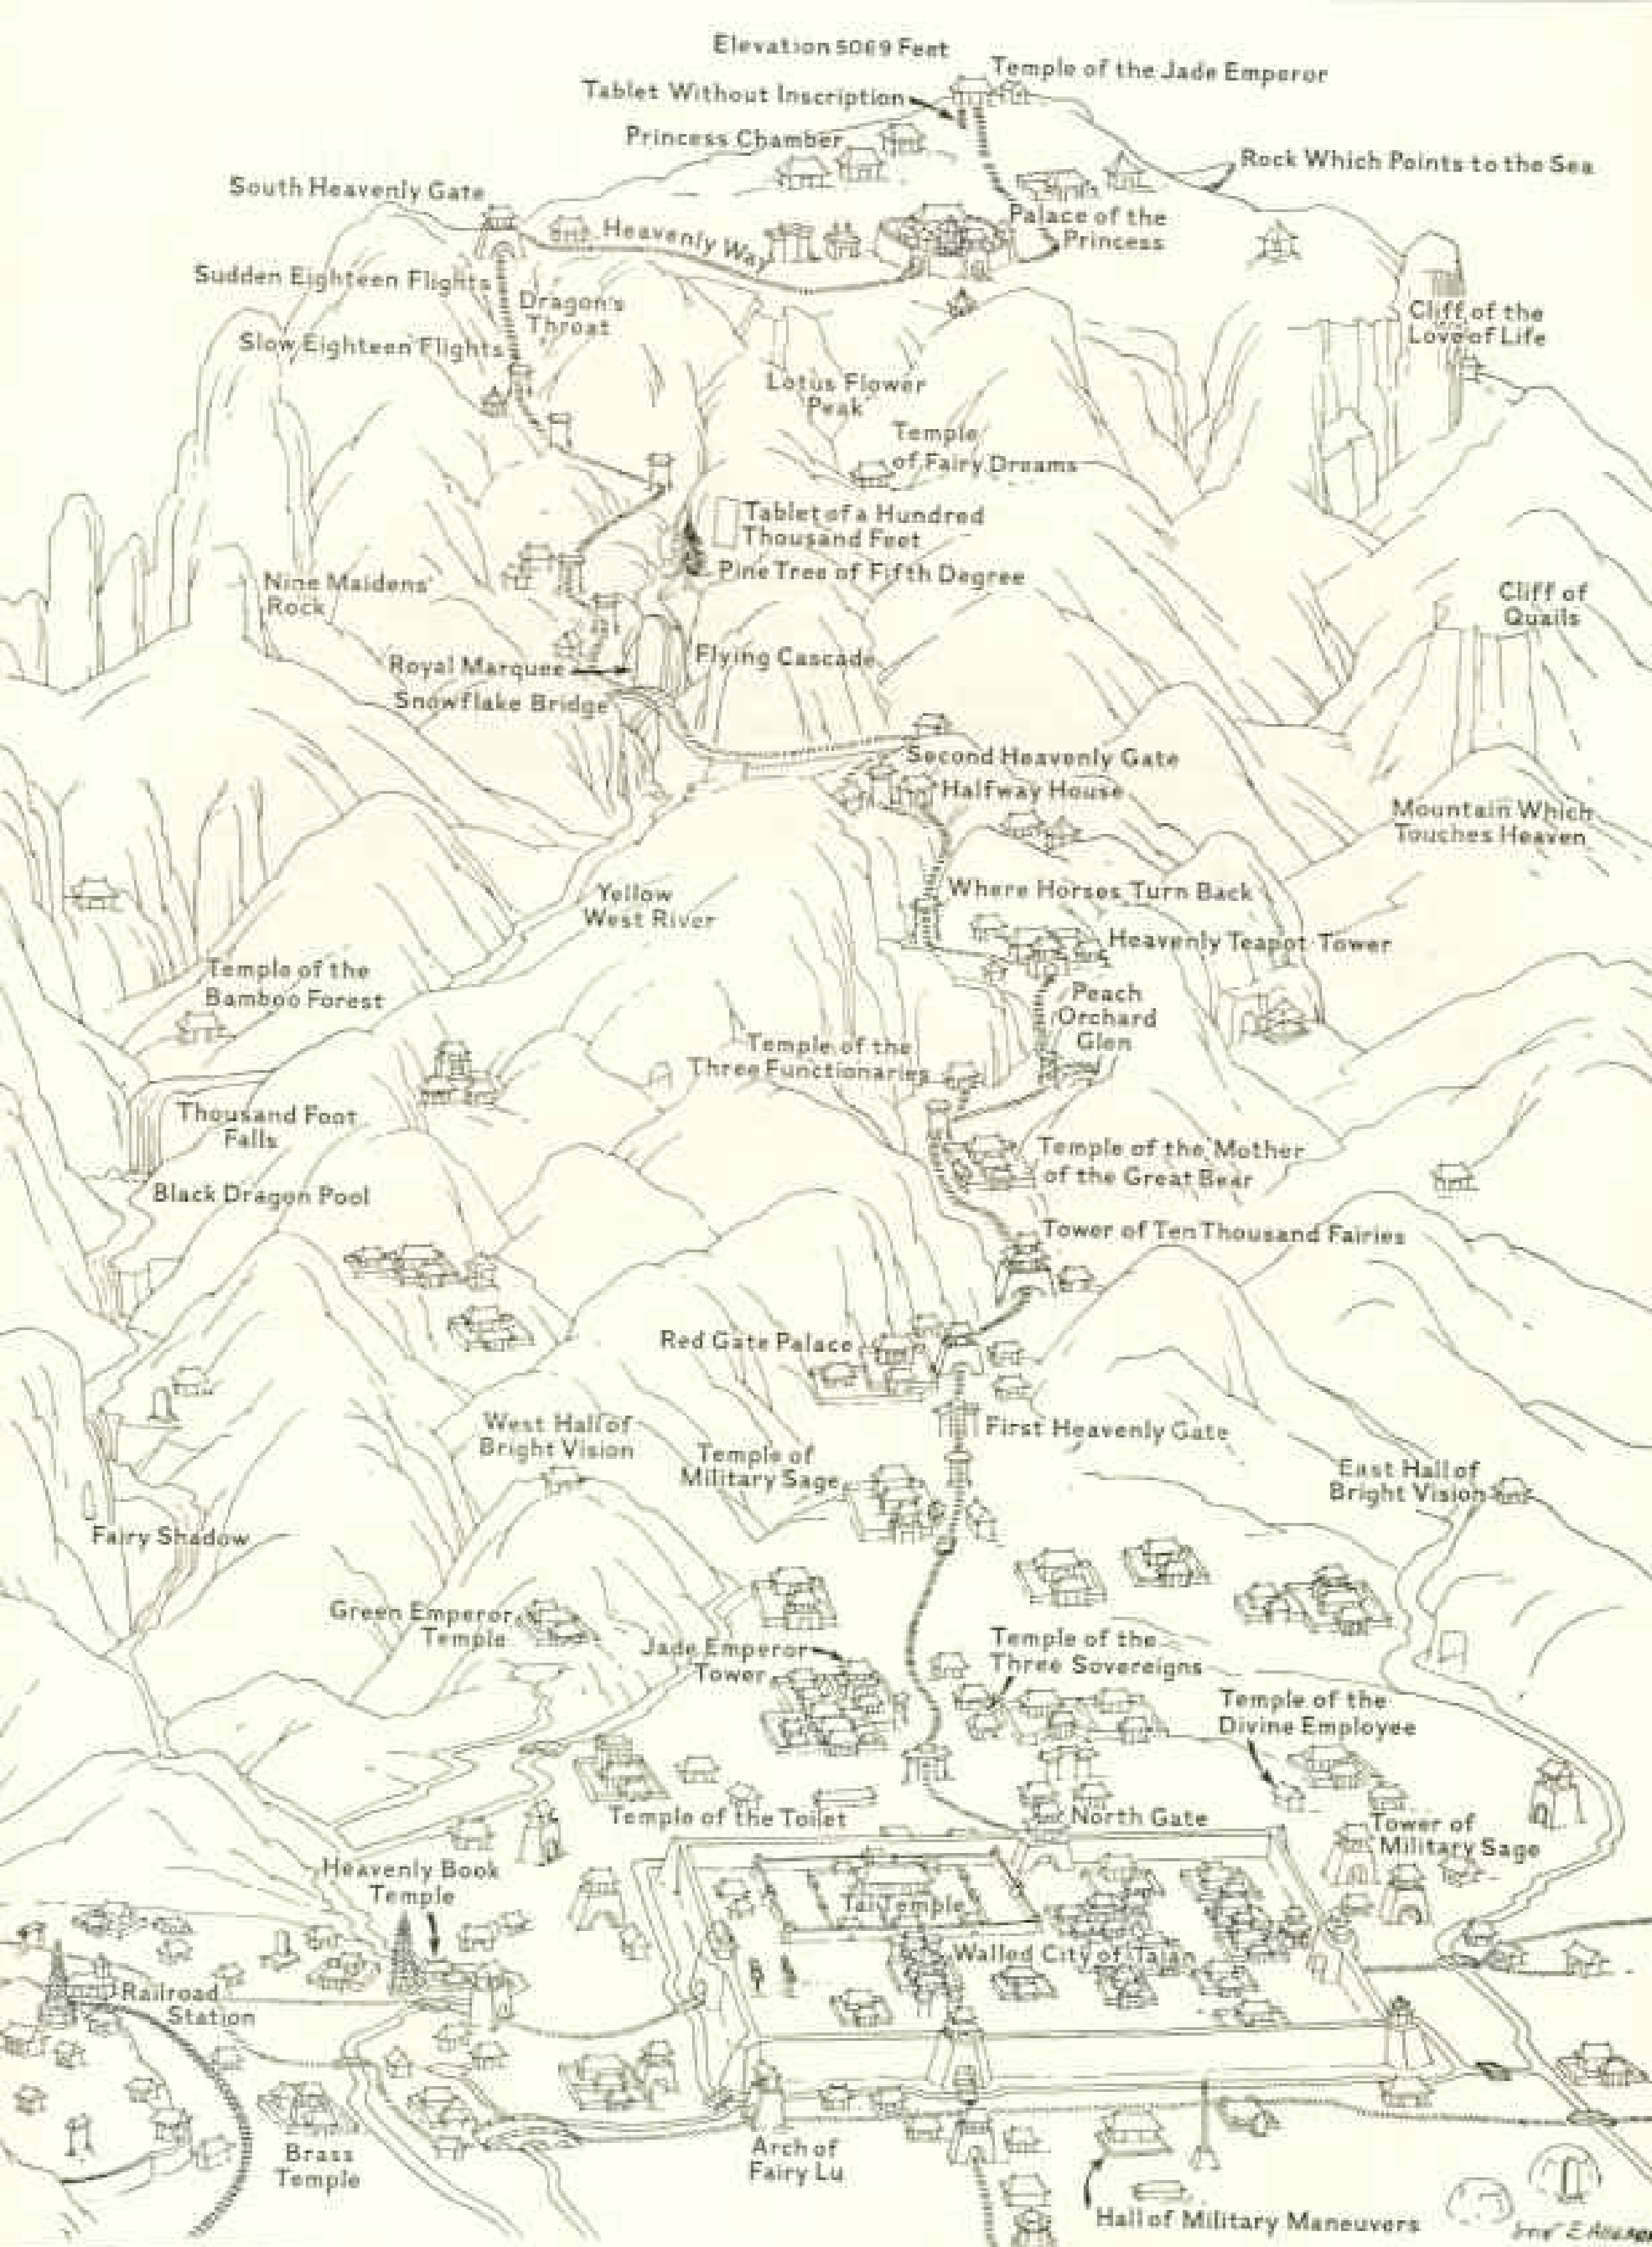 Elevation 5069 Feet
Temple of the Jade Emperor
Tablet Without Inscription
Princess Chamber
Rock Which Points to the Sea
South Heavenly Gate
Palace of the
Princess
Heavenly Way
Sudden Eighteen Flights
Dragon's
Throat
Cliff of the
Love of Life
Slow Eighteen Flights
Lotus Flower
Peak
Temple
of Fairy Dreams
Tablet of a Hundred
Thousand Feet
Pine Tree of Fifth Degree
Nine Maidens'
Rock
Cliff of
Quails
Royal Marquee
Flying Cascade
Snowflake Bridge
Second Heavenly Gate
Halfway House
Mountain Which
Touches Heaven
Yellow
West River
Where Horses Turn Back
Heavenly Teapot Tower
Temple of the
Bamboo Forest
Peach
Orchard
Glen
Temple of the
Three Functionaries
Thousand Foot
Falls
Temple of the Mother
of the Great Bear
Black Dragon Pool
Tower of Ten Thousand Fairies
Red Gate Palace
First Heavenly Gate
West Hall of
Bright Vision
Temple of
Military Sage
East Hall of
Bright Vision
Fairy Shadow
Green Emperor
Temple
Jade Emperor
Tower
Temple of the
Three Sovereigns
Temple of the
Divine Employee
Temple of the Toilet
North Gate
Tower of
Military Sage
Heavenly Book
Temple
Tai Temple
Walled City of Taian
Railroad
Station
Brass
Temple
Arch of
Fairy Lu
Hall of Military Maneuvers